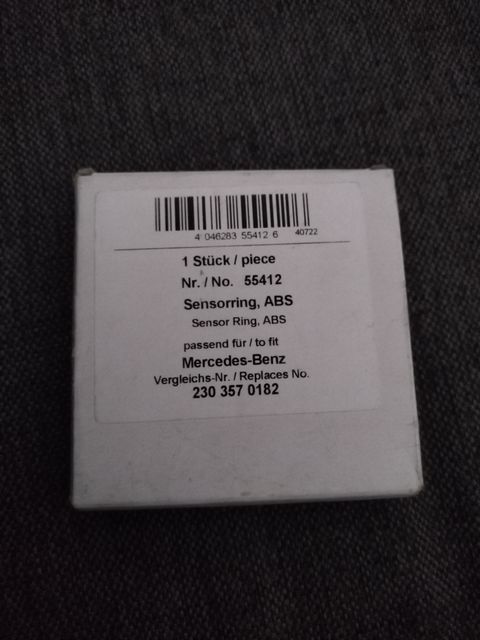 4 046283 55412 6 40722
1 Stück / piece
Nr. / No. 55412
Sensorring, ABS
Sensor Ring, ABS
passend für / to fit
Mercedes-Benz
Vergleichs-Nr. / Replaces No.
230 357 0182